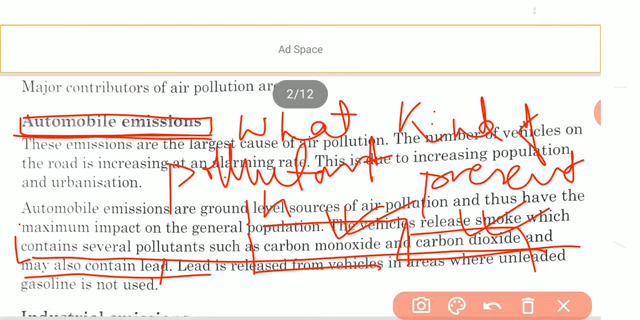 Ad Space
Major contributors of air pollution are
2/12
Automobile emissions
What Kind of
These emissions are the largest cause of air pollution. The number of vehicles on
the road is increasing at an alarming rate. This is due to increasing population
and urbanisation.
pollutant present
in
Automobile emissions are ground level sources of air pollution and thus have the
maximum impact on the general population. The vehicles release smoke which
contains several pollutants such as carbon monoxide and carbon dioxide and
may also contain lead. Lead is released from vehicles in areas where unleaded
gasoline is not used.